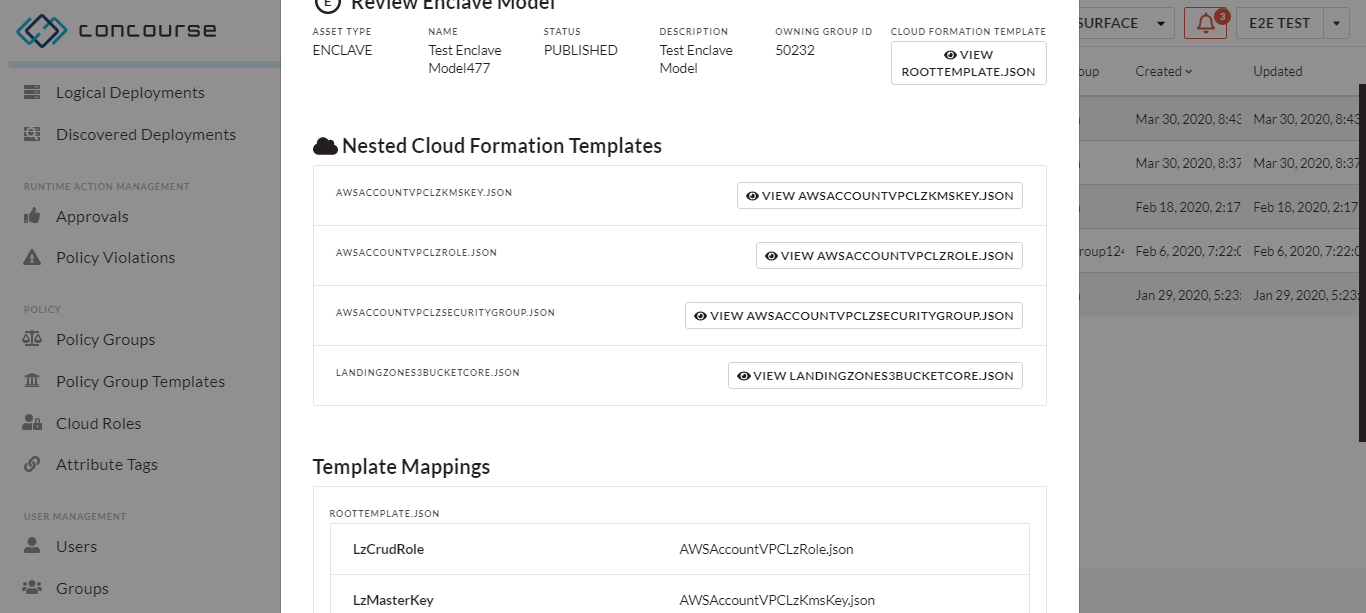 concourse
Logical Deployments
Discovered Deployments
RUNTIME ACTION MANAGEMENT
Approvals
Policy Violations
POLICY
Policy Groups
Policy Group Templates
Cloud Roles
Attribute Tags
USER MANAGEMENT
Users
Groups
E Review Enclave Model
ASSET TYPE NAME STATUS DESCRIPTION OWNING GROUP ID CLOUD FORMATION TEMPLATE
ENCLAVE Test Enclave PUBLISHED Test Enclave 50232 VIEW
Model477 Model ROOTTEMPLATE.JSON
Nested Cloud Formation Templates
AWSACCOUNTVPCLZKMSKEY.JSON VIEW AWSACCOUNTVPCLZKMSKEY.JSON
AWSACCOUNTVPCLZROLE.JSON VIEW AWSACCOUNTVPCLZROLE.JSON
AWSACCOUNTVPCLZSECURITYGROUP.JSON VIEW AWSACCOUNTVPCLZSECURITYGROUP.JSON
LANDINGZONES3BUCKETCORE.JSON VIEW LANDINGZONES3BUCKETCORE.JSON
Template Mappings
ROOTTEMPLATE.JSON
LzCrudRole AWSAccountVPCLzRole.json
LzMasterKey AWSAccountVPCLzKmsKey.json
SURFACE 3 E2E TEST
oup Created Updated
Mar 30, 2020, 8:43 Mar 30, 2020, 8:43
Mar 30, 2020, 8:37 Mar 30, 2020, 8:37
Feb 18, 2020, 2:17 Feb 18, 2020, 2:17
roup124 Feb 6, 2020, 7:22:0 Feb 6, 2020, 7:22:0
Jan 29, 2020, 5:23: Jan 29, 2020, 5:23: